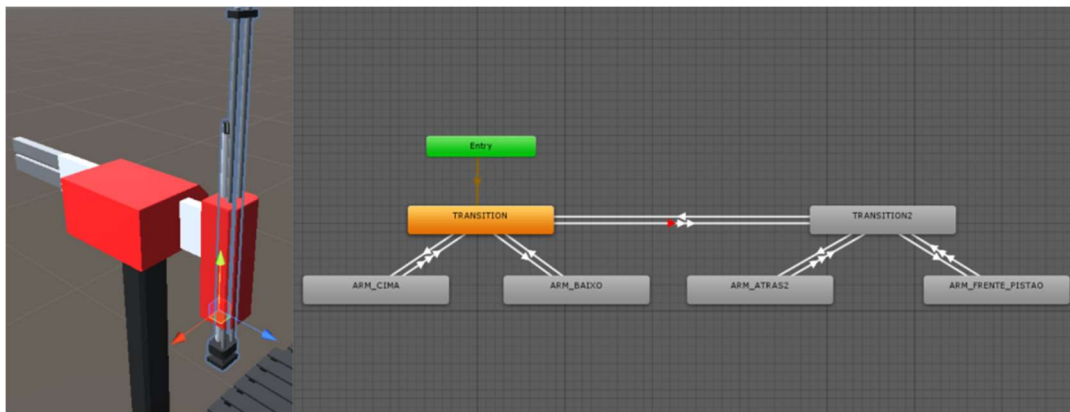 Entry
TRANSITION
TRANSITION2
ARM_CIMA
ARM_BAIXO
ARM_ATRAS2
ARM_FRENTE_PISTAO